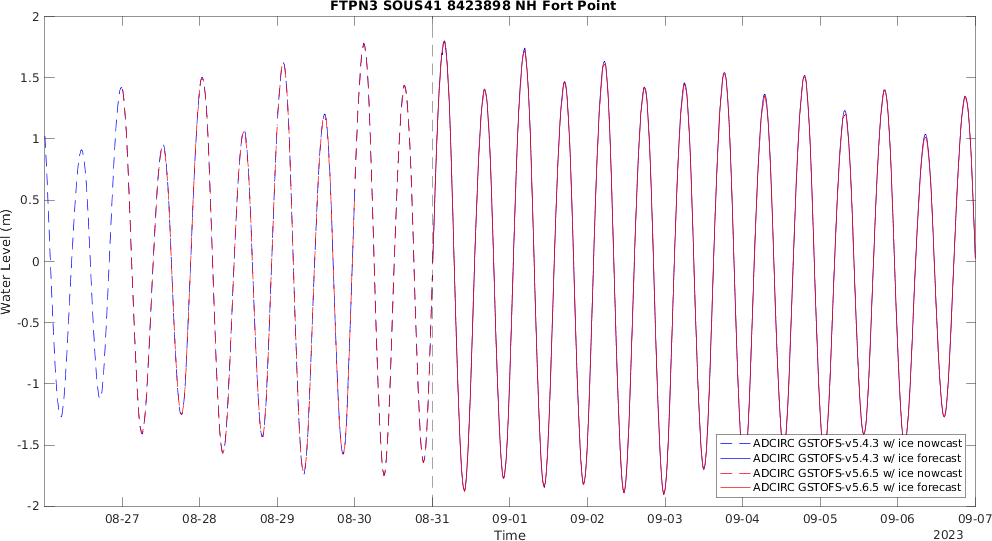 FTPN3 SOUS41 8423898 NH Fort Point
2
1.5
1
0.5
0
-0.5
-1
-1.5
-2
Water Level (m)
ADCIRC GSTOFS-v5.4.3 w/ ice nowcast
ADCIRC GSTOFS-v5.4.3 w/ ice forecast
ADCIRC GSTOFS-v5.6.5 w/ ice nowcast
ADCIRC GSTOFS-v5.6.5 w/ ice forecast
08-27 08-28 08-29 08-30 08-31 09-01 09-02 09-03 09-04 09-05 09-06 09-07
Time
2023